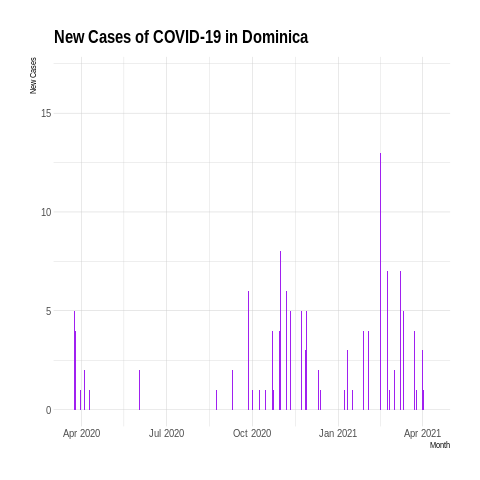 New Cases of COVID-19 in Dominica
New Cases
15
10
5
0
Apr 2020 Jul 2020 Oct 2020 Jan 2021 Apr 2021
Month